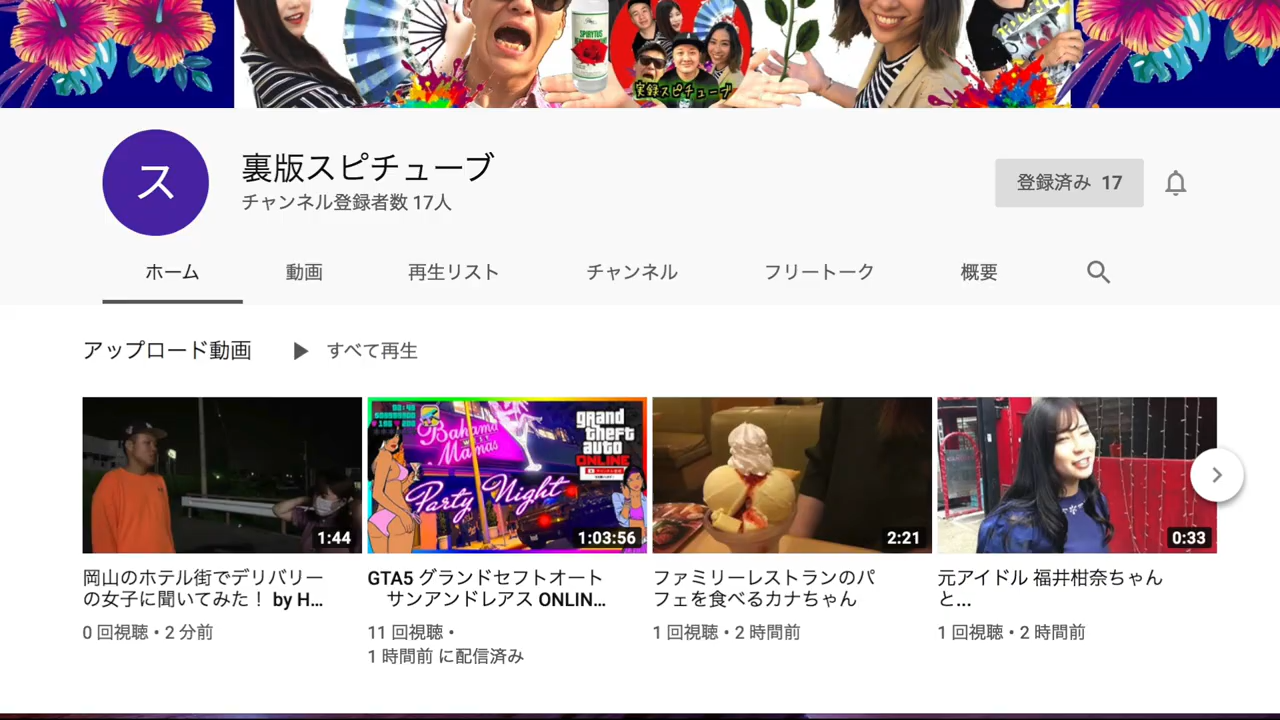 SPIRYTUS
実録スピチューブ
ス
裏版スピチューブ
チャンネル登録者数 17人
登録済み 17
ホーム
動画
再生リスト
チャンネル
フリートーク
概要
アップロード動画
すべて再生
1:44
Bahama
Mamas
WEST
Party Night
grand
theft
auto
ONLINE
1:03:56
2:21
0:33
岡山のホテル街でデリバリー
の女子に聞いてみた！ by H...
0 回視聴・2 分前
GTA5 グランドセフトオート
サンアンドレアス ONLIN...
11 回視聴・
1 時間前 に配信済み
ファミリーレストランのパ
フェを食べるカナちゃん
1 回視聴・2 時間前
元アイドル 福井柑奈ちゃん
と...
1 回視聴・2 時間前